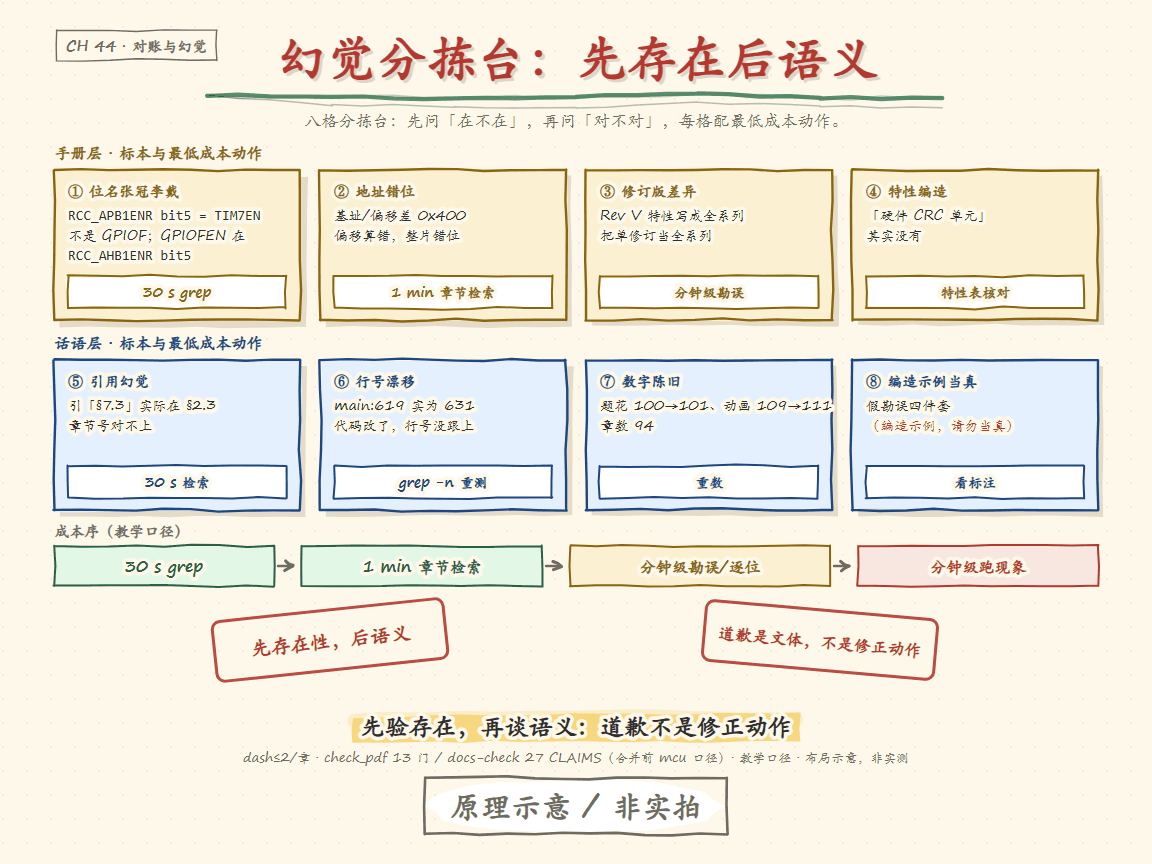 CH 44 · 对账与幻觉
幻觉分拣台：先存在后语义
八格分拣台：先问「在不在」，再问「对不对」，每格配最低成本动作。
手册层 · 标本与最低成本动作
① 位名张冠李戴
RCC_APB1ENR bit5 = TIM7EN
不是 GPIOF；GPIOFEN 在
RCC_AHB1ENR bit5
30 s grep
② 地址错位
基址/偏移差 0x400
偏移算错，整片错位
1 min 章节检索
③ 修订版差异
Rev V 特性写成全系列
把单修订当全系列
分钟级勘误
④ 特性编造
「硬件 CRC 单元」
其实没有
特性表核对
话语层 · 标本与最低成本动作
⑤ 引用幻觉
引「§7.3」实际在 §2.3
章节号对不上
30 s 检索
⑥ 行号漂移
main:619 实为 631
代码改了，行号没跟上
grep -n 重测
⑦ 数字陈旧
题花 100→101、动画 109→111
章数 94
重数
⑧ 编造示例当真
假勘误四件套
（编造示例，请勿当真）
看标注
成本序（教学口径）
30 s grep
1 min 章节检索
分钟级勘误/逐位
分钟级跑现象
先存在性，后语义
道歉是文体，不是修正动作
先验存在，再谈语义：道歉不是修正动作
dash≤2/章 · check_pdf 13 门 / docs-check 27 CLAIMS（合并前 mcu 口径）· 教学口径 · 布局示意，非实测
原理示意 / 非实拍